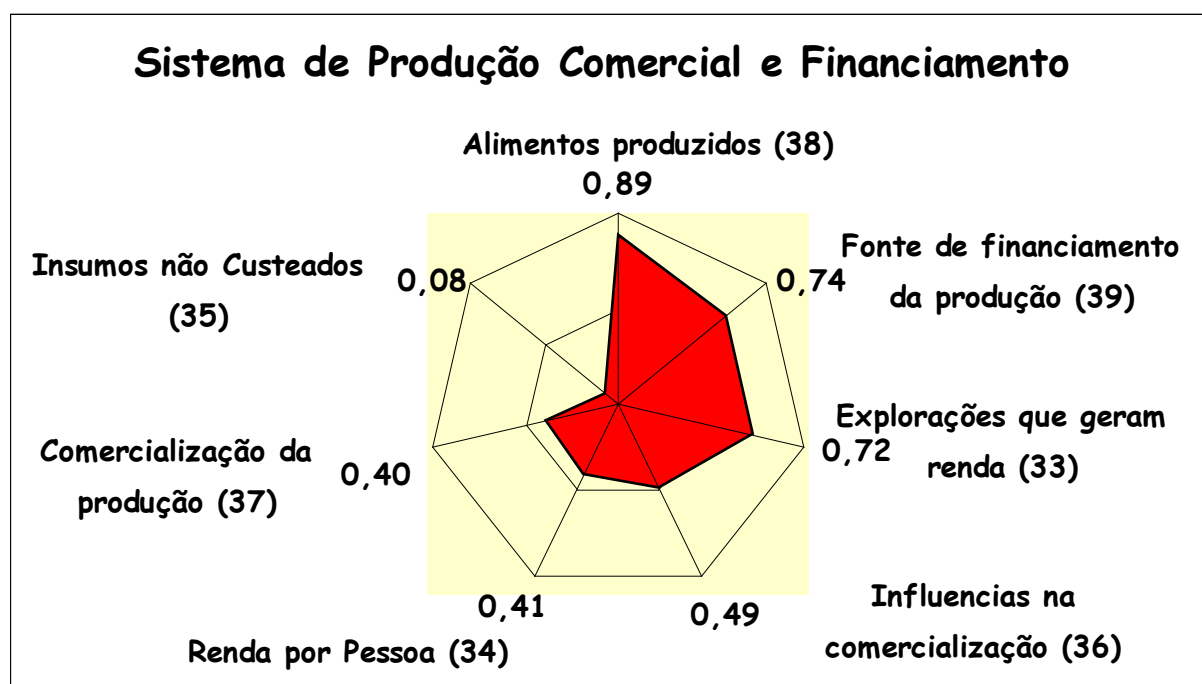 Sistema de Produção Comercial e Financiamento
Alimentos produzidos (38)
0,89
Fonte de financiamento
da produção (39)
0,74
Explorações que geram
renda (33)
0,72
Influencias na
comercialização (36)
0,49
Renda por Pessoa (34)
0,41
Comercialização da
produção (37)
0,40
Insumos não Custeados
(35)
0,08